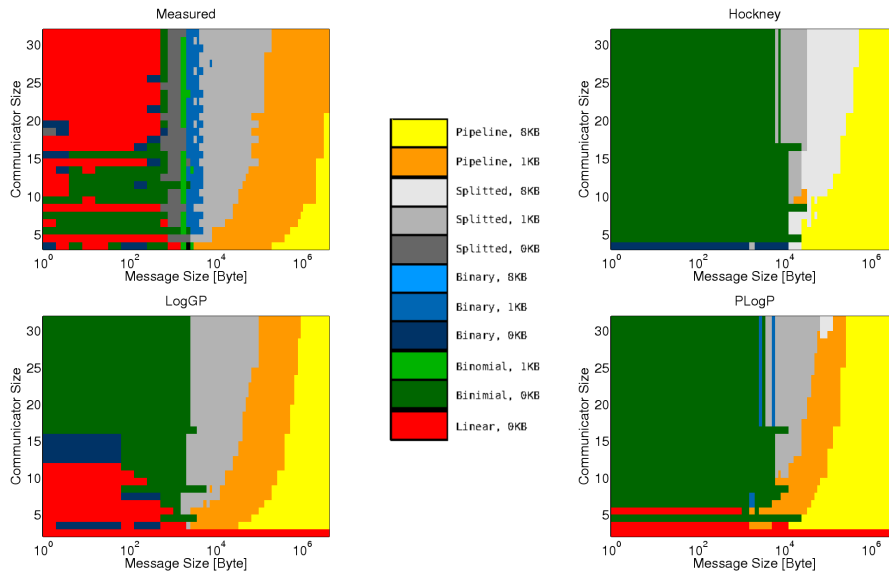 Measured
Communicator Size
30
25
20
15
10
5
10^0
10^2
10^4
10^6
Message Size [Byte]
Hockney
Communicator Size
30
25
20
15
10
5
10^0
10^2
10^4
10^6
Message Size [Byte]
Pipeline, 8KB
Pipeline, 1KB
Splitted, 8KB
Splitted, 1KB
Splitted, 0KB
Binary, 8KB
Binary, 1KB
Binary, 0KB
Binomial, 1KB
Binimial, 0KB
Linear, 0KB
LogGP
Communicator Size
30
25
20
15
10
5
10^0
10^2
10^4
10^6
Message Size [Byte]
PLogP
Communicator Size
30
25
20
15
10
5
10^0
10^2
10^4
10^6
Message Size [Byte]